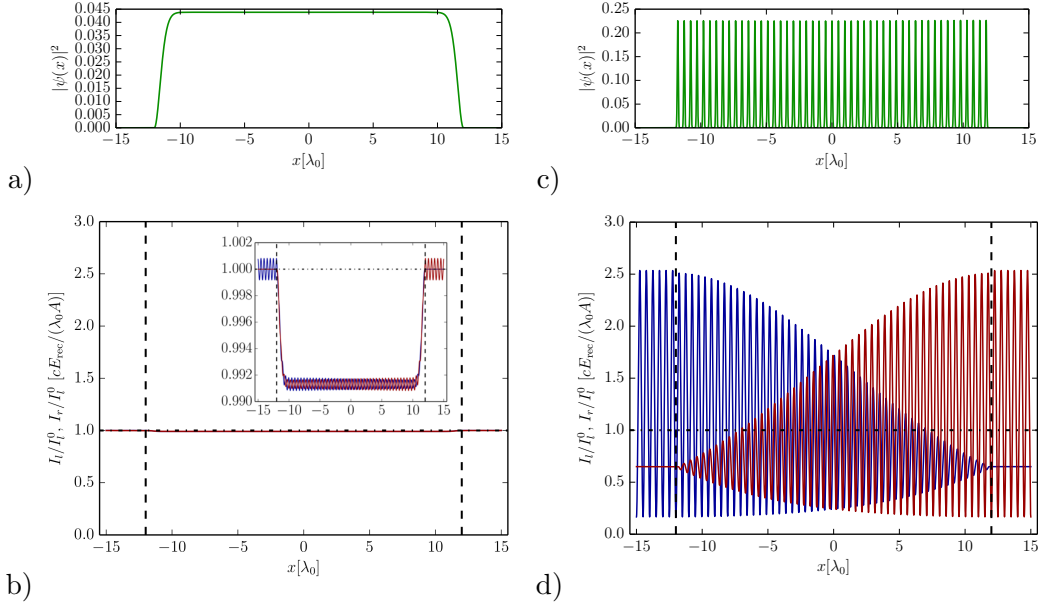 0.045
0.040
0.035
0.030
0.025
0.020
0.015
0.010
0.005
0.000
|ψ(x)|²
−15 −10 −5 0 5 10 15
x[λ₀]
a)
0.25
0.20
0.15
0.10
0.05
0.00
|ψ(x)|²
−15 −10 −5 0 5 10 15
x[λ₀]
c)
3.0
2.5
2.0
1.5
1.0
0.5
0.0
I_l/I_l^0 , I_r/I_l^0 [cE_rec/(λ₀A)]
1.002
1.000
0.998
0.996
0.994
0.992
0.990
−15 −10 −5 0 5 10 15
−15 −10 −5 0 5 10 15
x[λ₀]
b)
3.0
2.5
2.0
1.5
1.0
0.5
0.0
I_l/I_l^0 , I_r/I_l^0 [cE_rec/(λ₀A)]
−15 −10 −5 0 5 10 15
x[λ₀]
d)